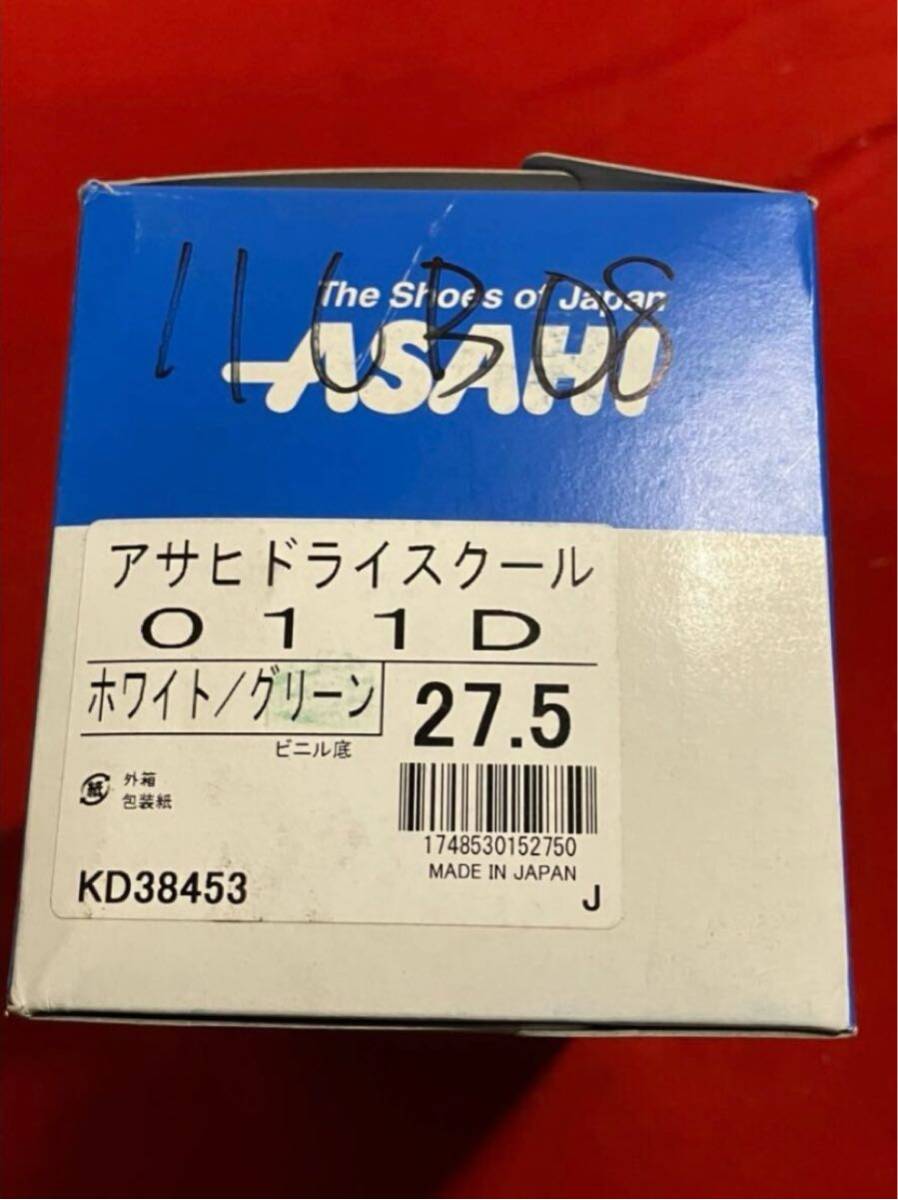 11UB08
The Shoes of Japan
ASAHI
アサヒドライスクール
011D
ホワイト/グリーン
27.5
ビニル底
紙 外箱
包装紙
1748530152750
MADE IN JAPAN
KD38453
J